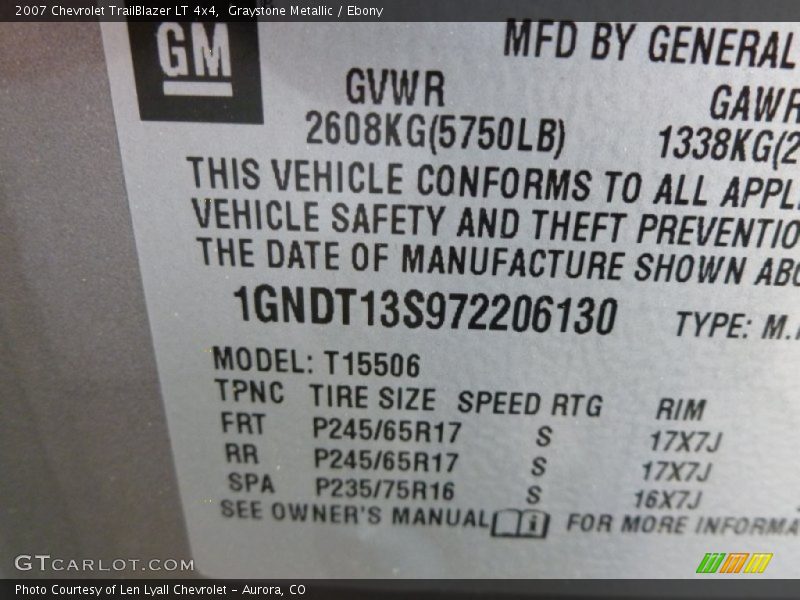 2007 Chevrolet TrailBlazer LT 4x4, Graystone Metallic / Ebony
GM
MFD BY GENERAL
GVWR
GAWR
2608KG(5750LB)
1338KG(2
THIS VEHICLE CONFORMS TO ALL APPL
VEHICLE SAFETY AND THEFT PREVENTIO
THE DATE OF MANUFACTURE SHOWN ABO
1GNDT13S972206130
TYPE: M.
MODEL: T15506
TPNC TIRE SIZE SPEED RTG RIM
FRT P245/65R17 S 17X7J
RR P245/65R17 S 17X7J
SPA P235/75R16 S 16X7J
SEE OWNER'S MANUAL i FOR MORE INFORMA
GTCARLOT.COM
Photo Courtesy of Len Lyall Chevrolet - Aurora, CO